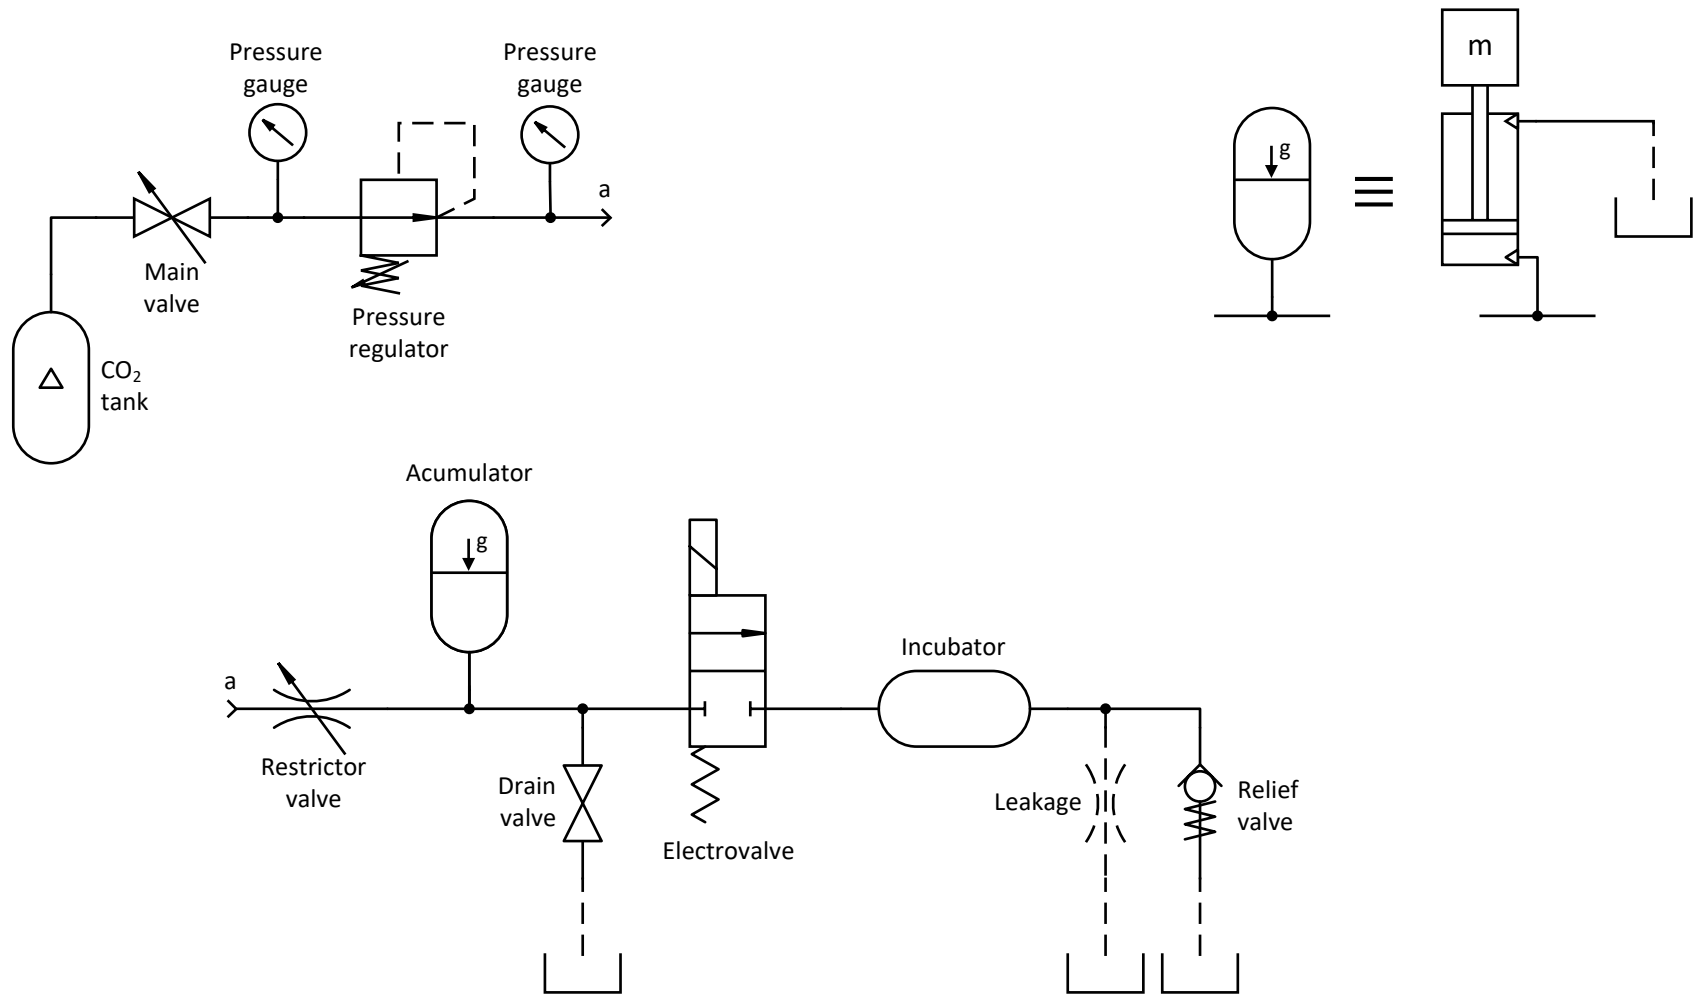 Pressure
gauge
Pressure
gauge
a
Main
valve
Pressure
regulator
CO₂
tank
g
m
Acumulator
g
a
Restrictor
valve
Drain
valve
Electrovalve
Incubator
Leakage
Relief
valve